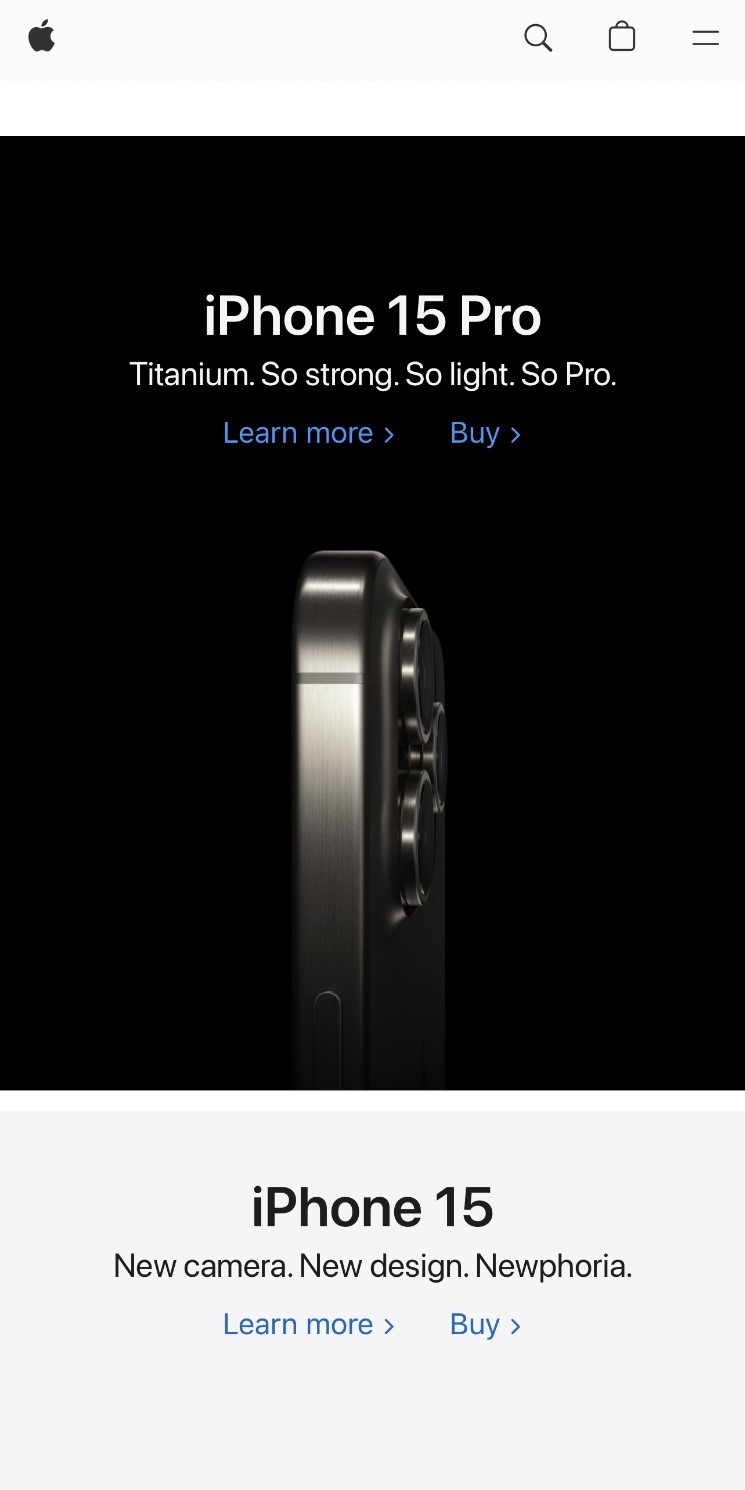 iPhone 15 Pro
Titanium. So strong. So light. So Pro.
Learn more > Buy >
iPhone 15
New camera. New design. Newphoria.
Learn more > Buy >